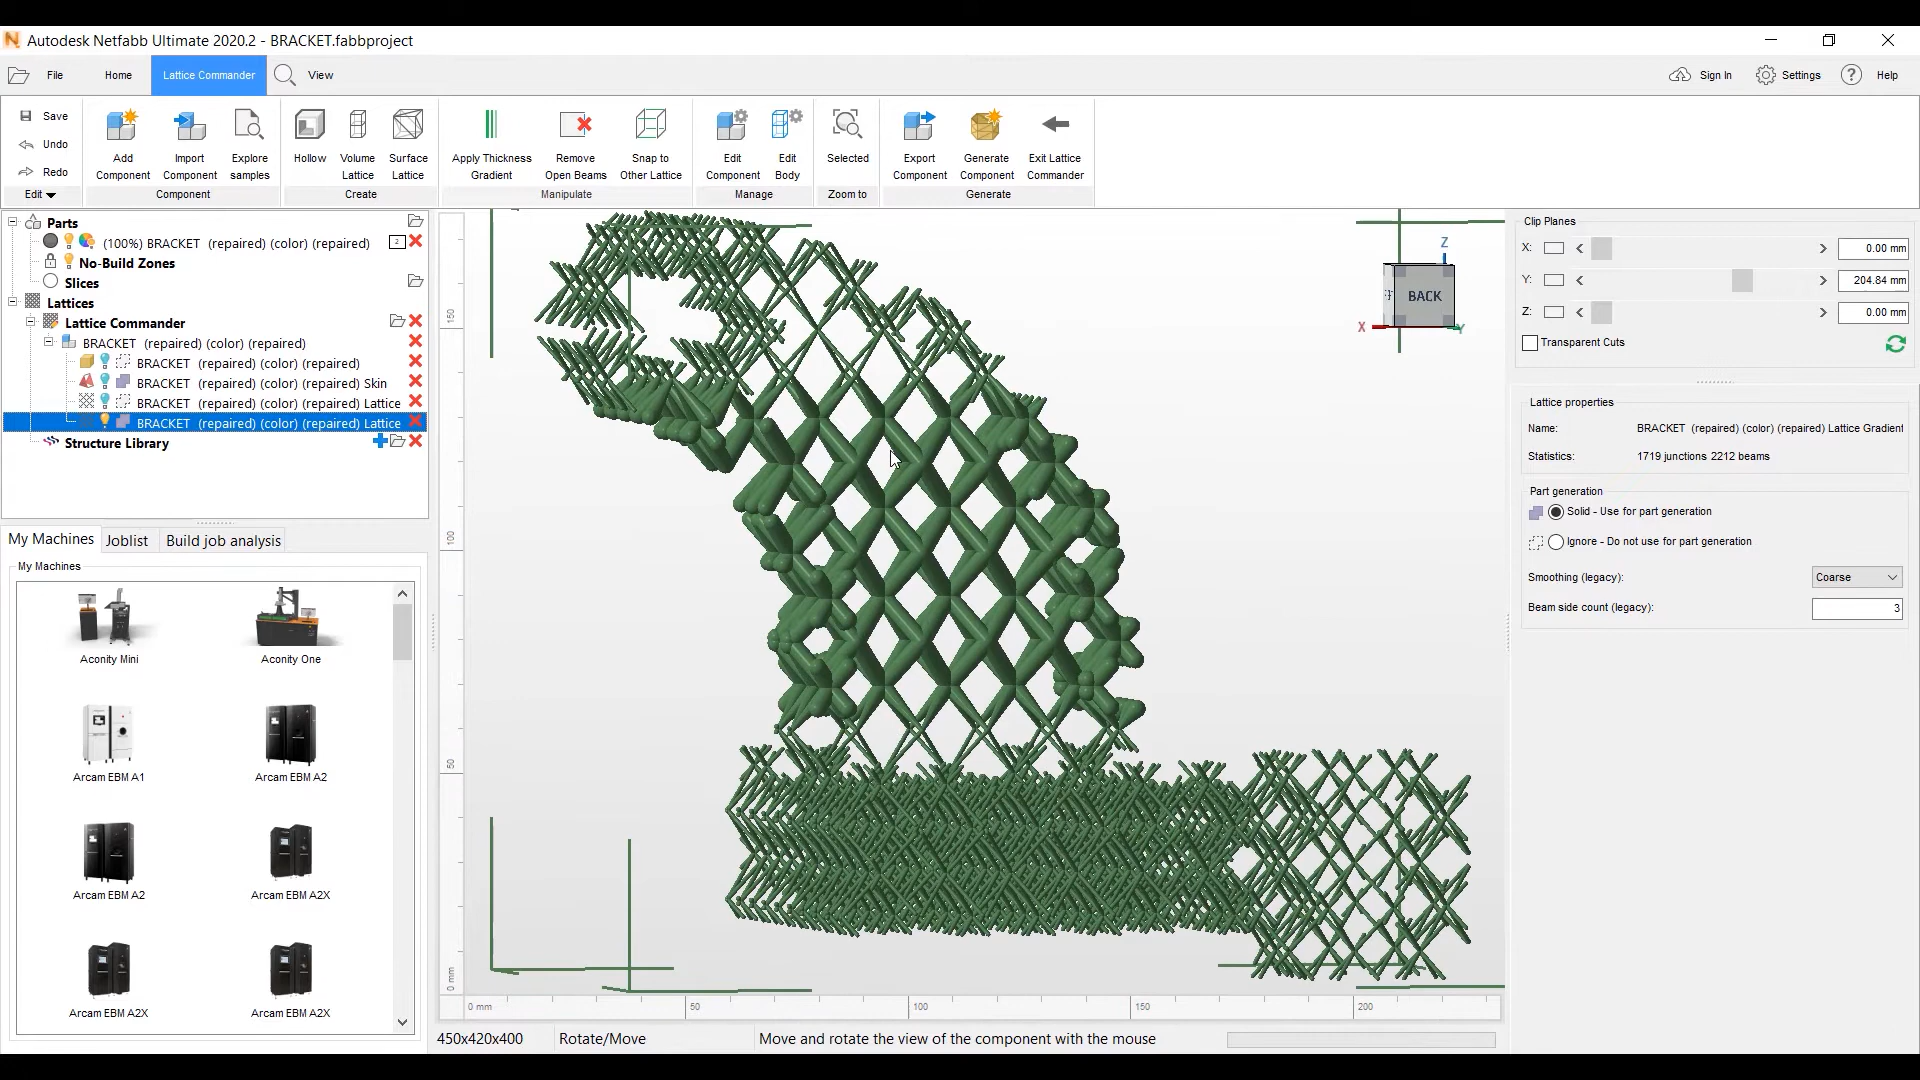 Autodesk Netfabb Ultimate 2020.2 - BRACKET.fabbproject
File Home Lattice Commander View Sign In Settings Help
Save
Undo
Redo
Edit
Add Component
Import Component
Explore samples
Component
Hollow
Volume Lattice
Surface Lattice
Create
Apply Thickness Gradient
Remove Open Beams
Snap to Other Lattice
Manipulate
Edit Component
Edit Body
Manage
Selected
Zoom to
Export Component
Generate Component
Exit Lattice Commander
Generate
Parts
(100%) BRACKET (repaired) (color) (repaired) 2
No-Build Zones
Slices
Lattices
Lattice Commander
BRACKET (repaired) (color) (repaired)
BRACKET (repaired) (color) (repaired)
BRACKET (repaired) (color) (repaired) Skin
BRACKET (repaired) (color) (repaired) Lattice
BRACKET (repaired) (color) (repaired) Lattice
Structure Library
My Machines Joblist Build job analysis
My Machines
Aconity Mini Aconity One
Arcam EBM A1 Arcam EBM A2
Arcam EBM A2 Arcam EBM A2X
Arcam EBM A2X Arcam EBM A2X
Z
BACK
X Y
150
100
50
0 mm
0 mm 50 100 150 200
450x420x400 Rotate/Move Move and rotate the view of the component with the mouse
Clip Planes
X: 0.00 mm
Y: 204.84 mm
Z: 0.00 mm
Transparent Cuts
Lattice properties
Name: BRACKET (repaired) (color) (repaired) Lattice Gradient
Statistics: 1719 junctions 2212 beams
Part generation
Solid - Use for part generation
Ignore - Do not use for part generation
Smoothing (legacy): Coarse
Beam side count (legacy): 3